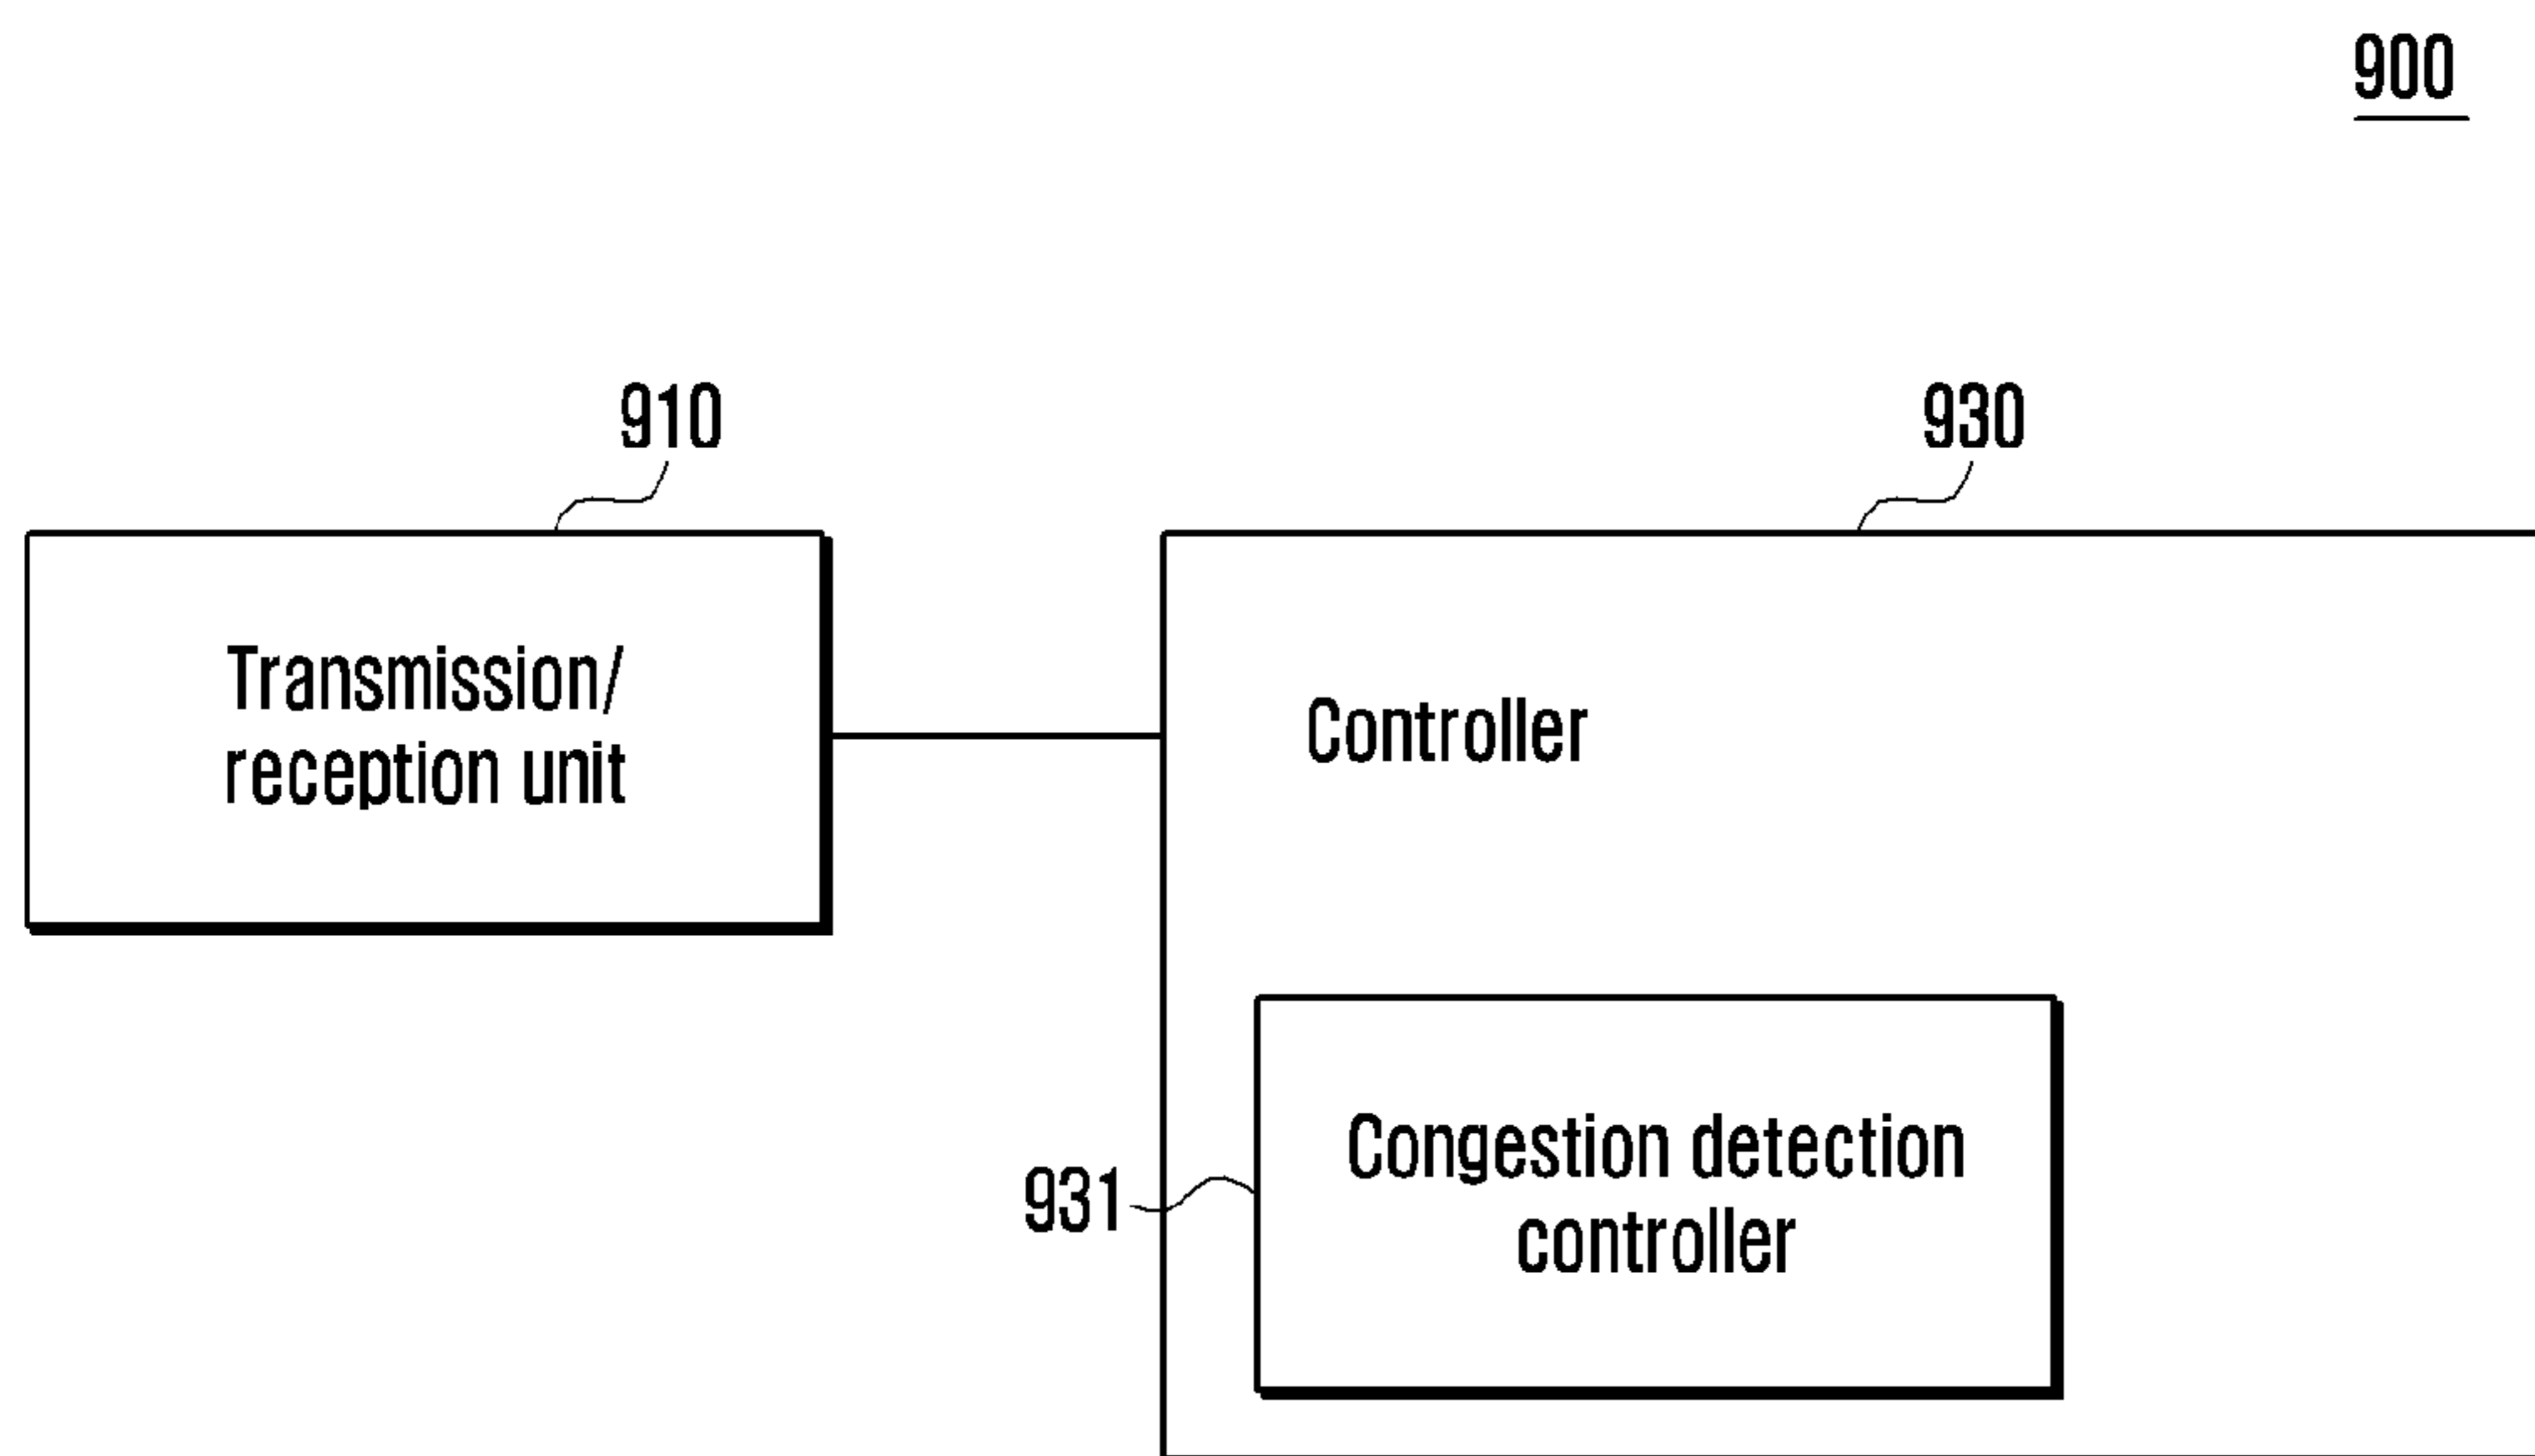 900
910
930
Transmission/
reception unit
Controller
Congestion detection
controller
931